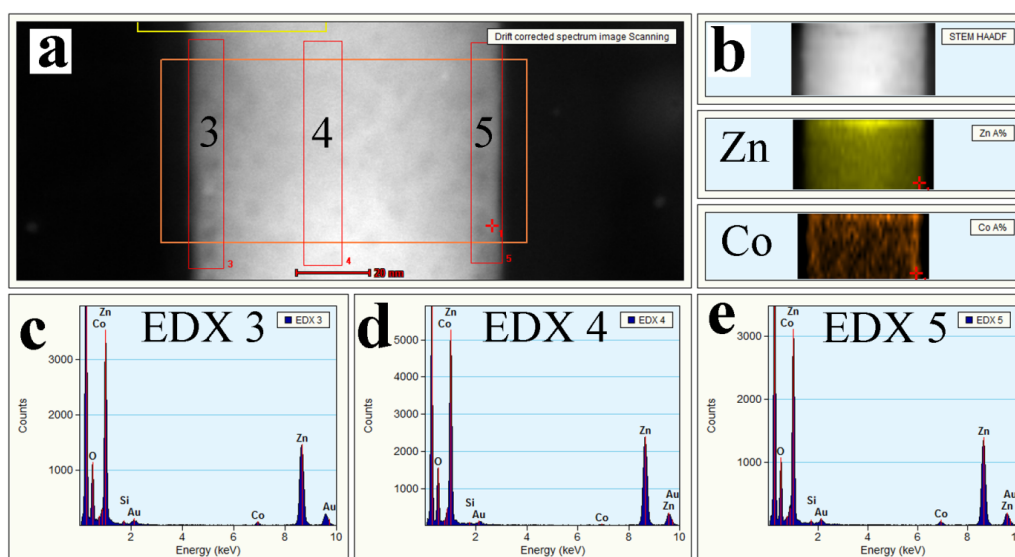 a
Drift corrected spectrum image Scanning
3 4 5
3 4 5
20 nm
b
STEM HAADF
Zn
Zn A%
Co
Co A%
c
EDX 3
EDX 3
Counts
3000
2000
1000
Zn
Co
O
Si
Au
Co
Zn
Au
2 4 6 8 10
Energy (keV)
d
EDX 4
EDX 4
Counts
5000
4000
3000
2000
1000
Zn
Co
O
Si
Au
Co
Zn
Au
Zn
2 4 6 8 10
Energy (keV)
e
EDX 5
EDX 5
Counts
3000
2000
1000
Zn
Co
O
Si
Au
Co
Zn
Au
Zn
2 4 6 8 10
Energy (keV)